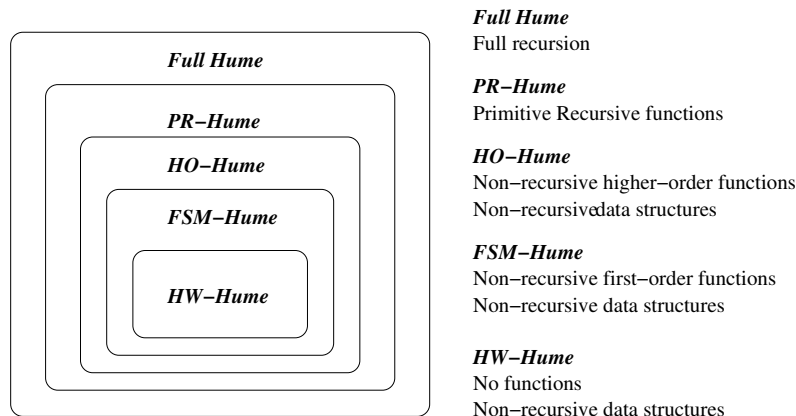 Full Hume
PR−Hume
HO−Hume
FSM−Hume
HW−Hume
Full Hume
Full recursion
PR−Hume
Primitive Recursive functions
HO−Hume
Non−recursive higher−order functions
Non−recursivedata structures
FSM−Hume
Non−recursive first−order functions
Non−recursive data structures
HW−Hume
No functions
Non−recursive data structures